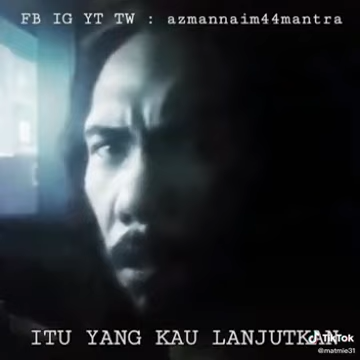 FB IG YT TW : azmannaim44mantra
ITU YANG KAU LANJUTKAN
TikTok
@matmie31